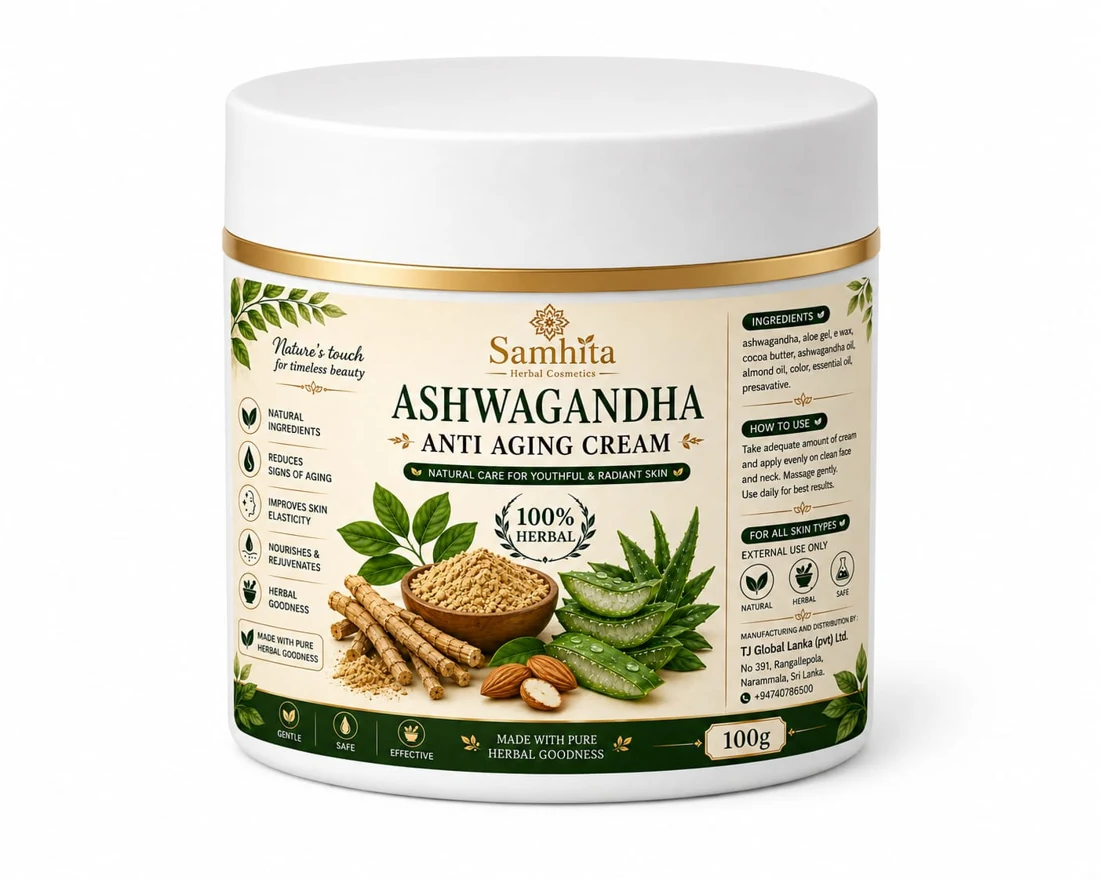 Nature's touch
for timeless beauty
NATURAL
INGREDIENTS
REDUCES
SIGNS OF AGING
IMPROVES SKIN
ELASTICITY
NOURISHES &
REJUVENATES
HERBAL
GOODNESS
MADE WITH PURE
HERBAL GOODNESS
Samhita
Herbal Cosmetics
ASHWAGANDHA
ANTI AGING CREAM
NATURAL CARE FOR YOUTHFUL & RADIANT SKIN
100%
HERBAL
INGREDIENTS
ashwagandha, aloe gel, e wax,
cocoa butter, ashwagandha oil,
almond oil, color, essential oil,
presavative.
HOW TO USE
Take adequate amount of cream
and apply evenly on clean face
and neck. Massage gently.
Use daily for best results.
FOR ALL SKIN TYPES
EXTERNAL USE ONLY
NATURAL HERBAL SAFE
MANUFACTURING AND DISTRIBUTION BY :
TJ Global Lanka (pvt) Ltd.
No 391, Rangallepola,
Narammala, Sri Lanka.
+94740786500
GENTLE SAFE EFFECTIVE
MADE WITH PURE
HERBAL GOODNESS
100g